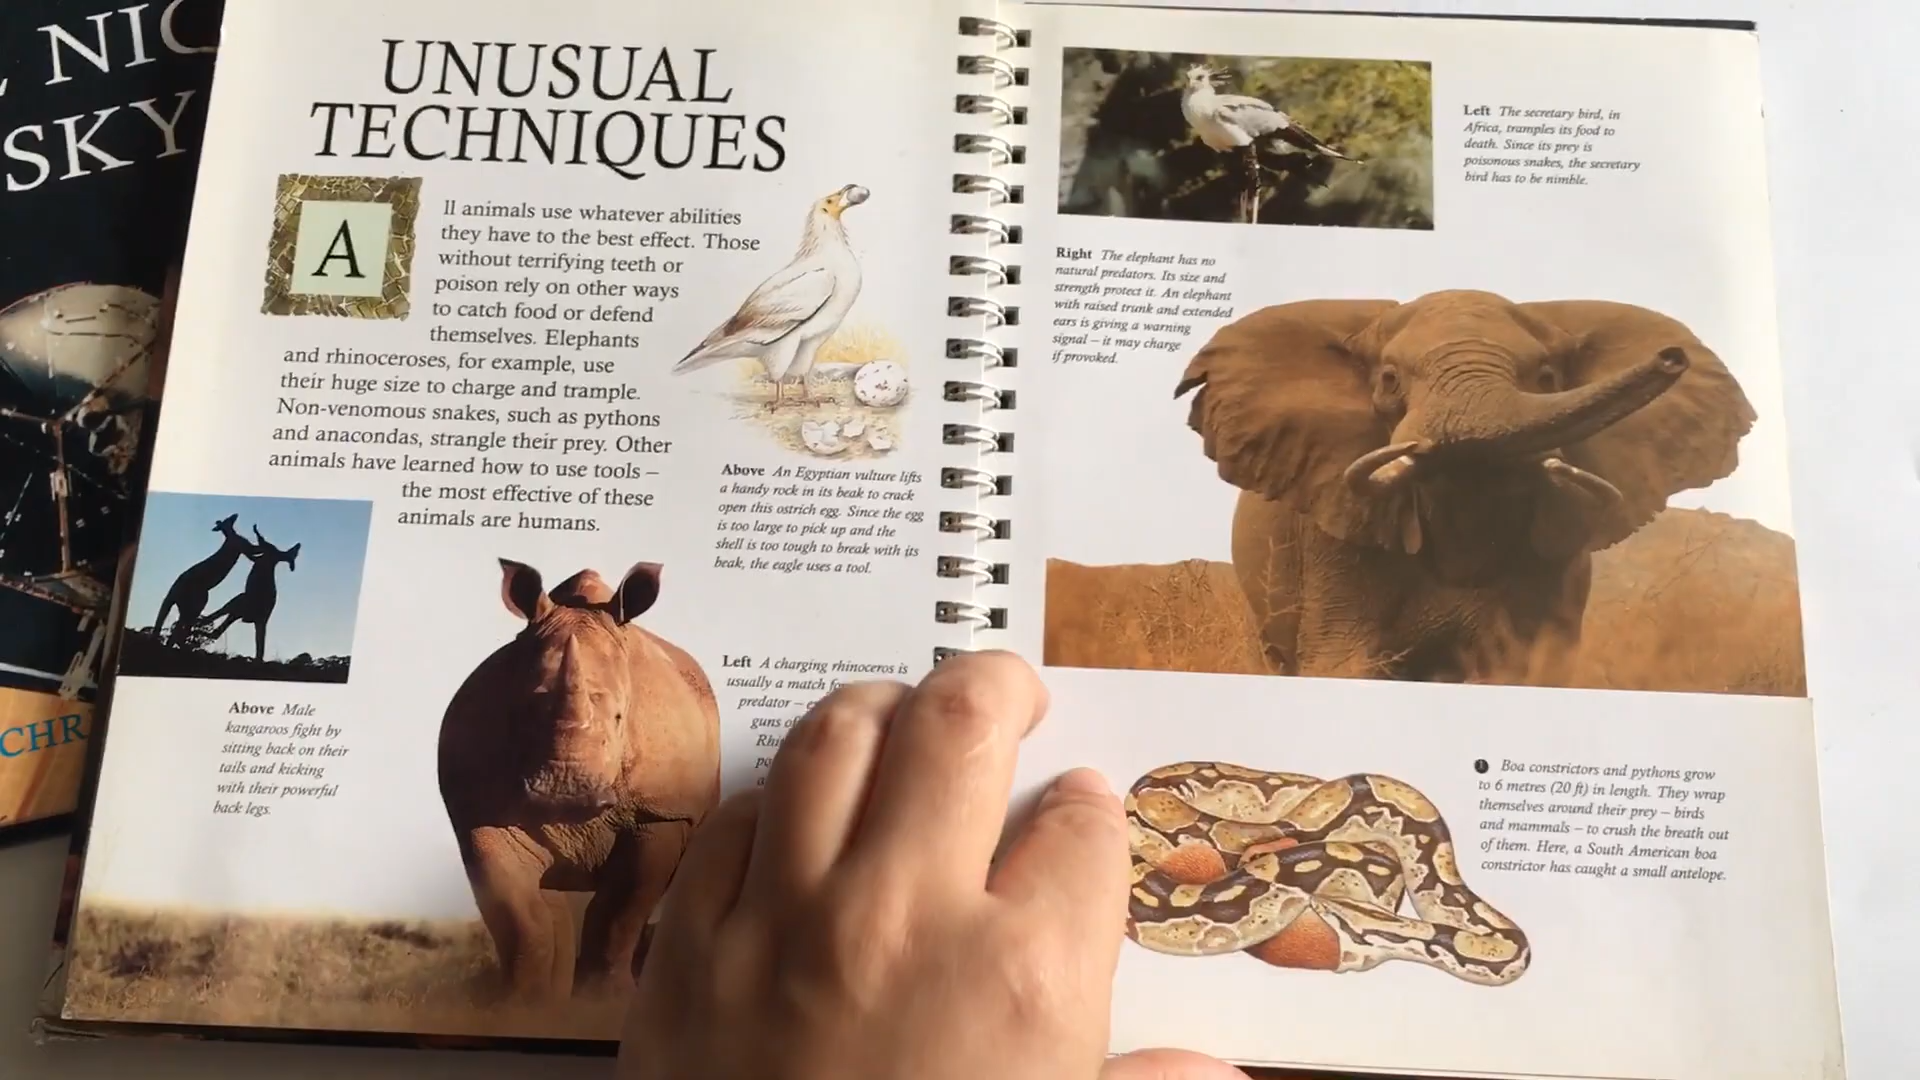 NIC
SKY
CHR
UNUSUAL
TECHNIQUES
A
ll animals use whatever abilities
they have to the best effect. Those
without terrifying teeth or
poison rely on other ways
to catch food or defend
themselves. Elephants
and rhinoceroses, for example, use
their huge size to charge and trample.
Non-venomous snakes, such as pythons
and anacondas, strangle their prey. Other
animals have learned how to use tools –
the most effective of these
animals are humans.
Above An Egyptian vulture lifts
a handy rock in its beak to crack
open this ostrich egg. Since the egg
is too large to pick up and the
shell is too tough to break with its
beak, the eagle uses a tool.
Above Male
kangaroos fight by
sitting back on their
tails and kicking
with their powerful
back legs.
Left A charging rhinoceros is
usually a match
predator –
guns
Left The secretary bird, in
Africa, tramples its food to
death. Since its prey is
poisonous snakes, the secretary
bird has to be nimble.
Right The elephant has no
natural predators. Its size and
strength protect it. An elephant
with raised trunk and extended
ears is giving a warning
signal – it may charge
if provoked.
1 Boa constrictors and pythons grow
to 6 metres (20 ft) in length. They wrap
themselves around their prey – birds
and mammals – to crush the breath out
of them. Here, a South American boa
constrictor has caught a small antelope.